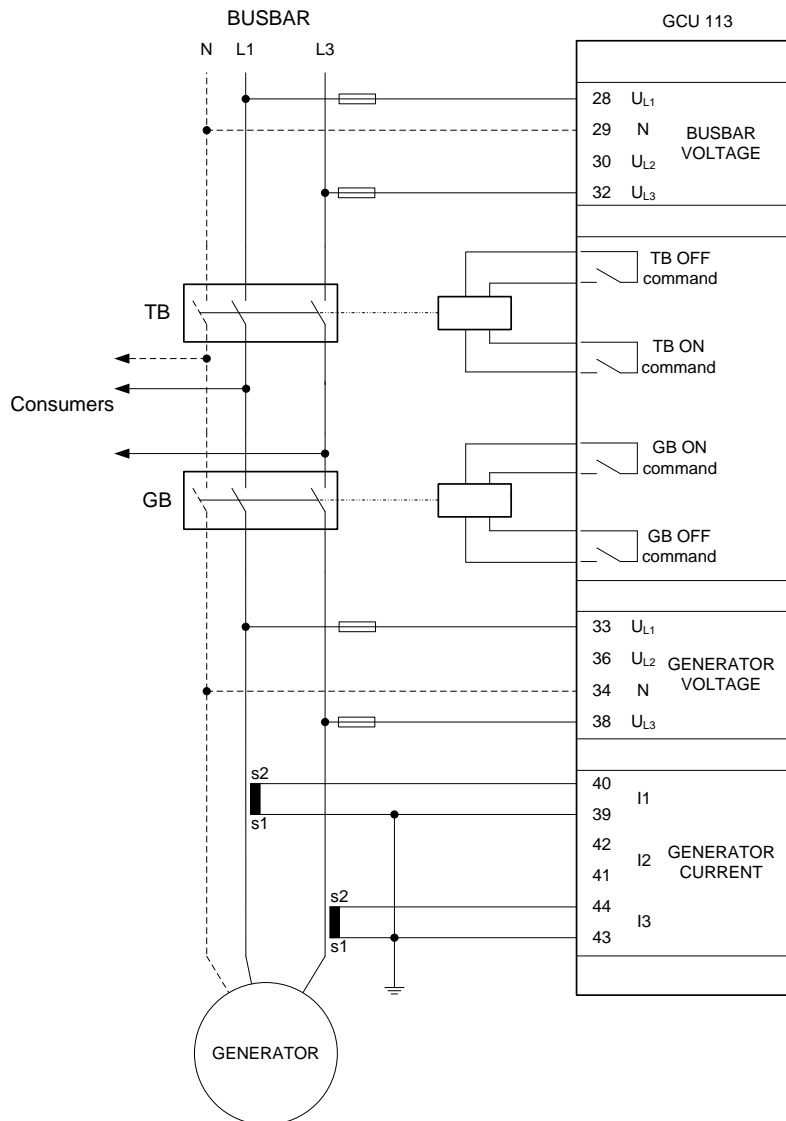 BUSBAR
GCU 113
N L1 L3
28 UL1
29 N
30 UL2
32 UL3
BUSBAR
VOLTAGE
TB OFF
command
TB
TB ON
command
Consumers
GB ON
command
GB
GB OFF
command
33 UL1
36 UL2
34 N
38 UL3
GENERATOR
VOLTAGE
s2
s1
40
39
I1
42
41
I2
GENERATOR
CURRENT
s2
s1
44
43
I3
GENERATOR